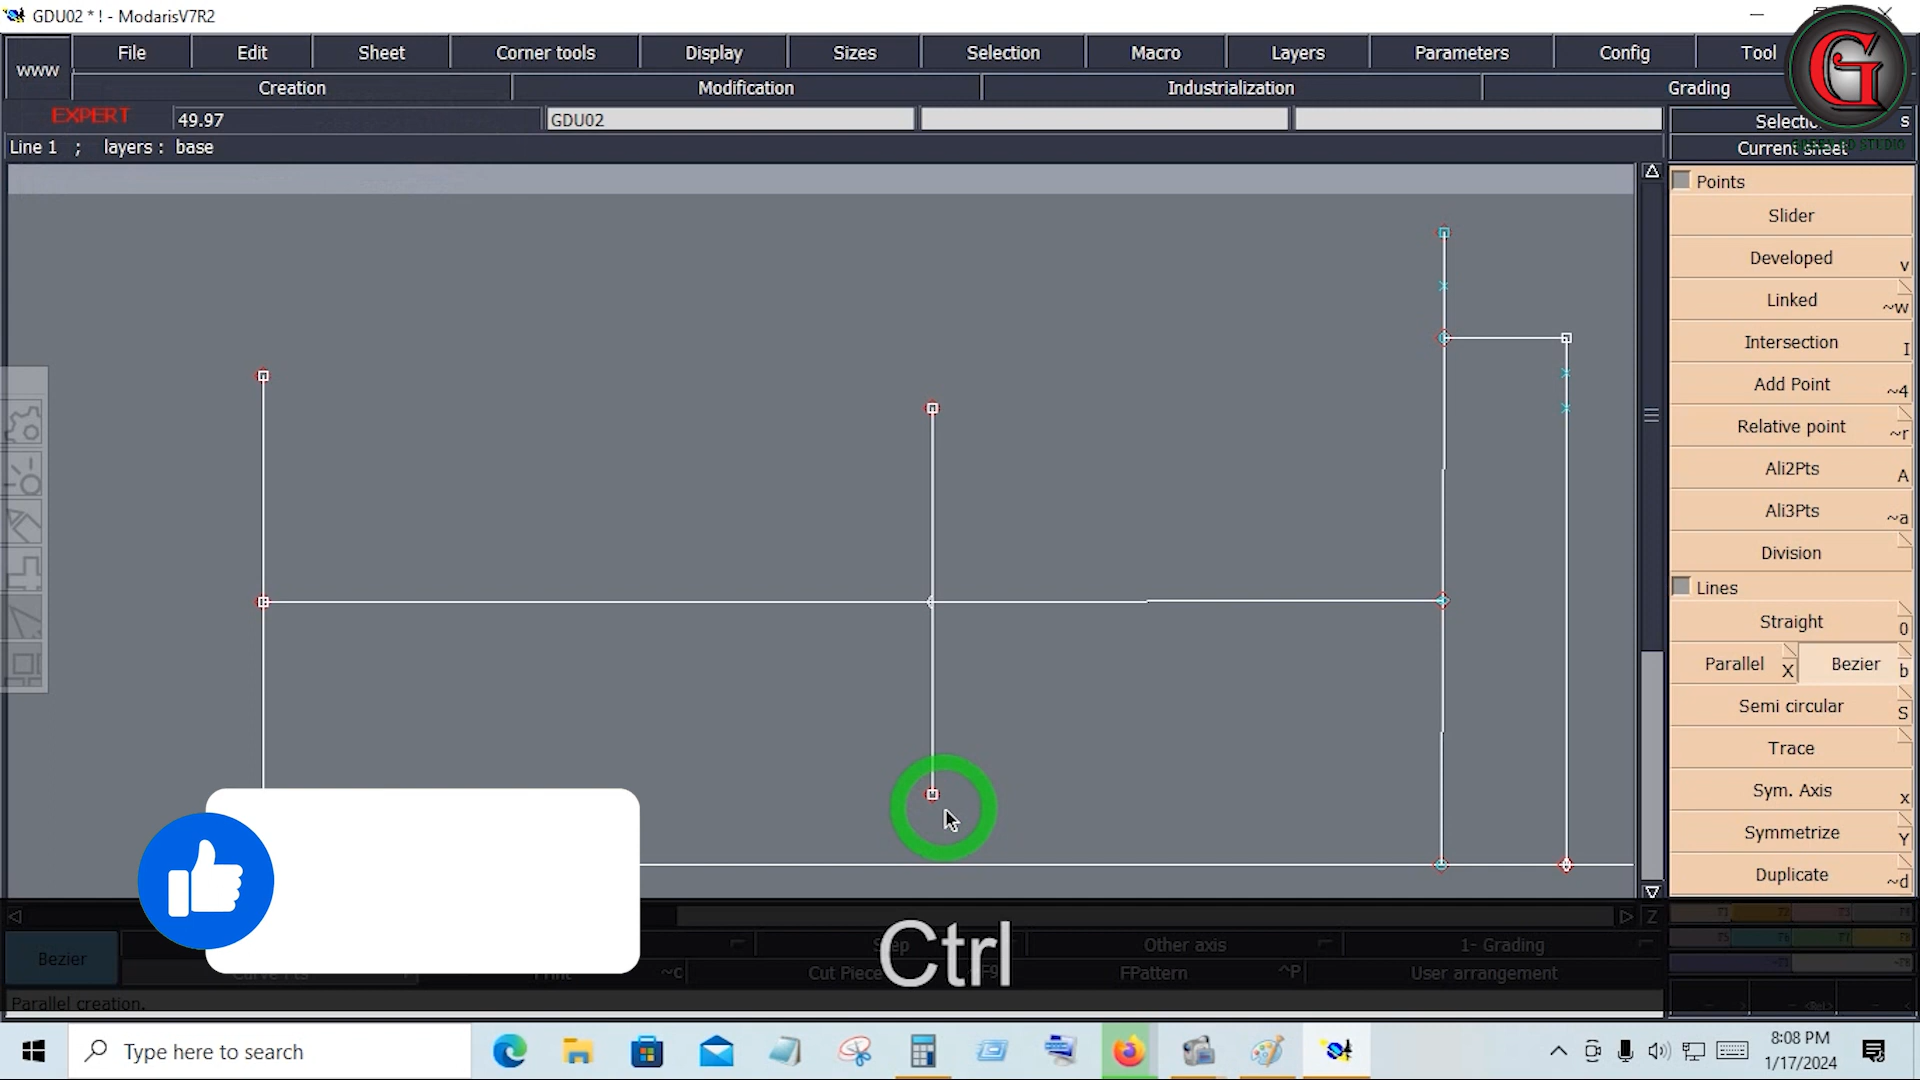 GDU02 * ! - ModarisV7R2
www
File Edit Sheet Corner tools Display Sizes Selection Macro Layers Parameters Config Tool
Creation Modification Industrialization Grading
EXPERT 49.97 GDU02
Line 1 ; layers : base
s
Current sheet
Points
Slider
Developed v
Linked ~w
Intersection I
Add Point ~4
Relative point ~r
Ali2Pts A
Ali3Pts ~a
Division
Lines
Straight 0
Parallel X Bezier b
Semi circular S
Trace
Sym. Axis x
Symmetrize Y
Duplicate ~d
Z
Bezier Other axis 1- Grading
Ctrl
~c Cut Piece F9 FPattern ^P User arrangement
Parallel creation.
G
Type here to search
8:08 PM
1/17/2024